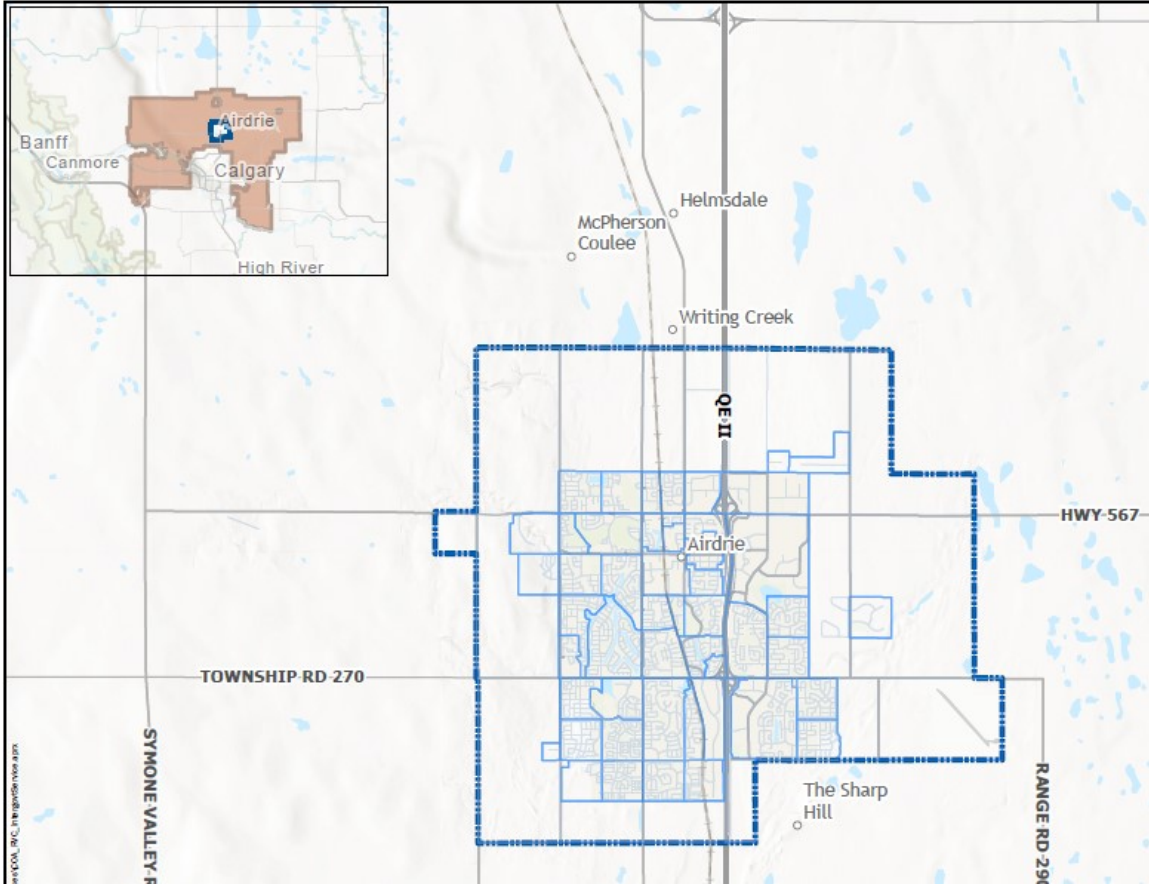 Airdrie
Banff
Canmore
Calgary
High River
Helmsdale
McPherson
Coulee
Writing Creek
QE II
HWY 567
Airdrie
TOWNSHIP RD 270
SYMONS VALLEY R
The Sharp
Hill
RANGE RD 290